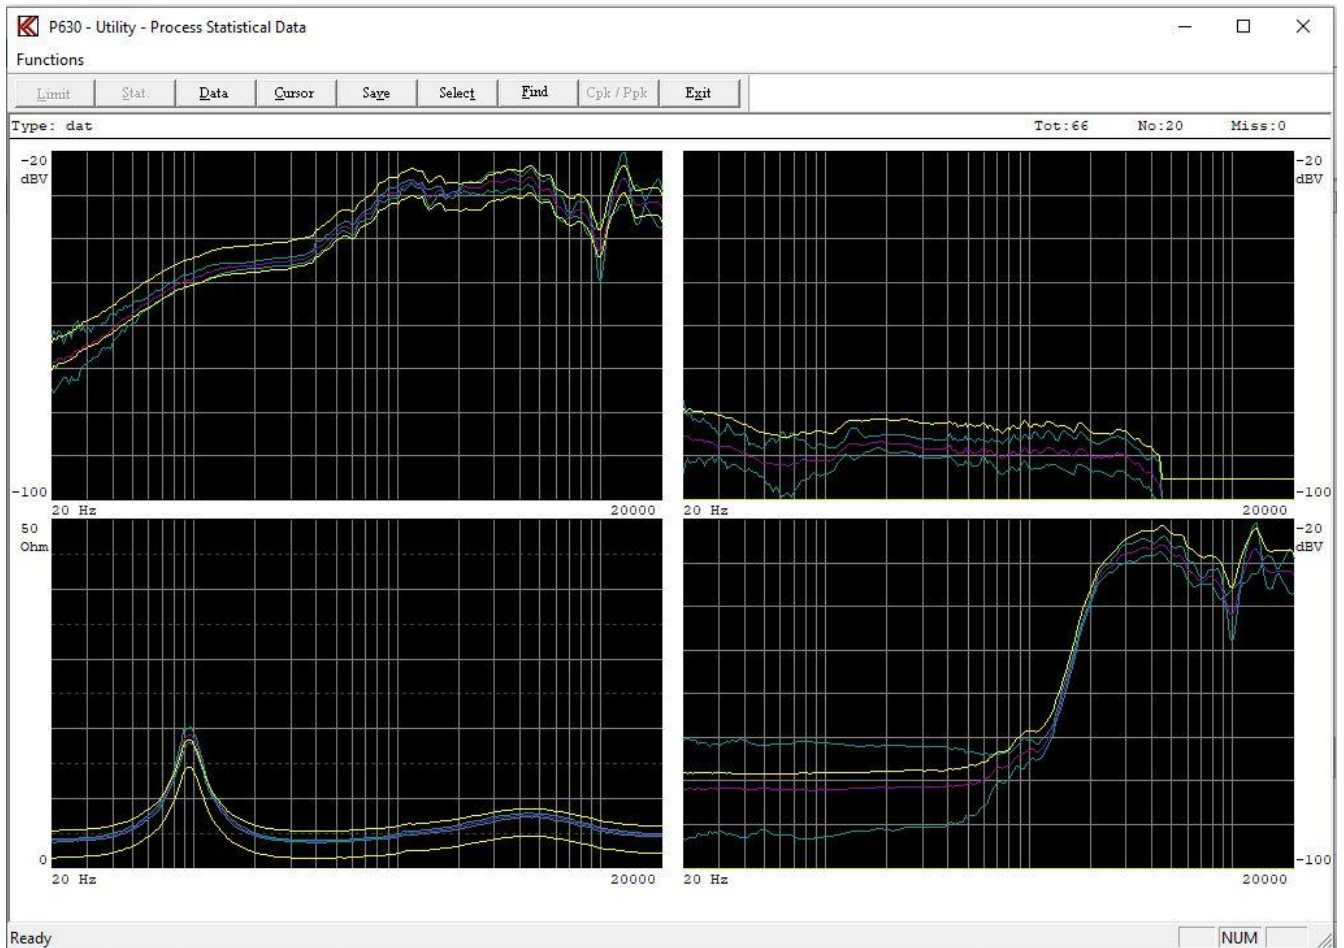 P630 - Utility - Process Statistical Data
Functions
Limit Stat. Data Cursor Save Select Find Cpk / Ppk Exit
Type: dat Tot:66 No:20 Miss:0
-20 -20
dBV dBV
-100 -100
20 Hz 20000 20 Hz 20000
50 -20
Ohm dBV
0 -100
20 Hz 20000 20 Hz 20000
Ready NUM